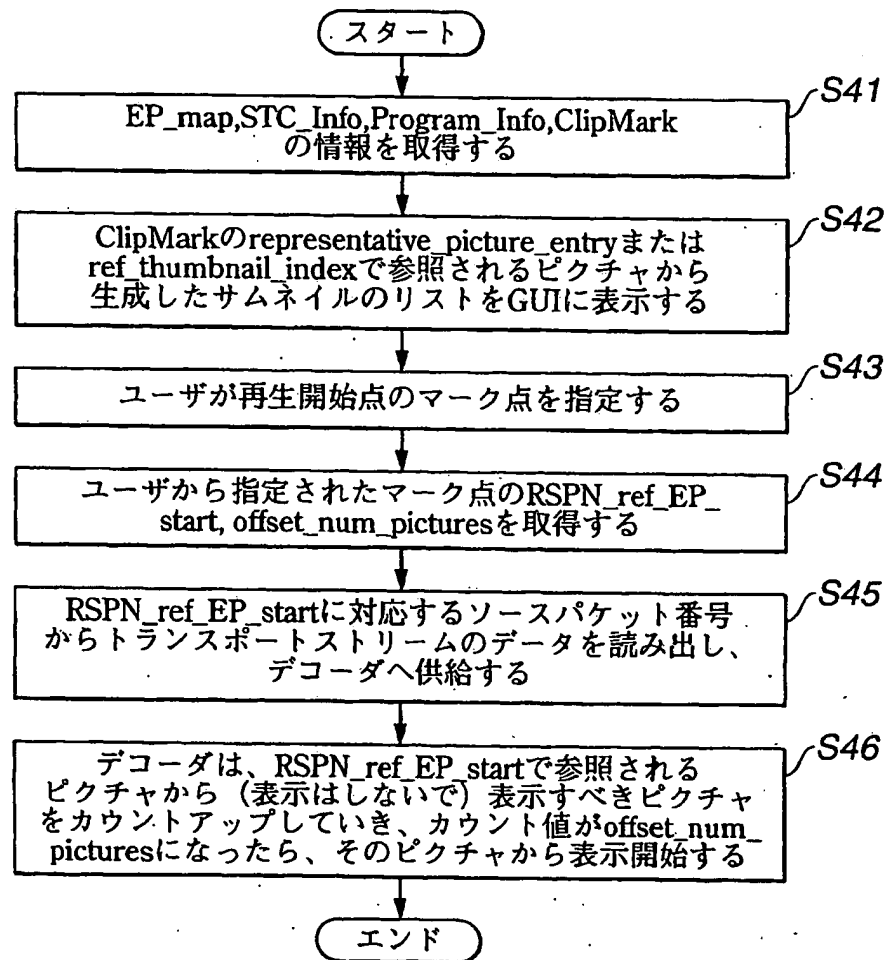 スタート
S41
EP_map,STC_Info,Program_Info,ClipMark
の情報を取得する
S42
ClipMarkのrepresentative_picture_entryまたは
ref_thumbnail_indexで参照されるピクチャから
生成したサムネイルのリストをGUIに表示する
S43
ユーザが再生開始点のマーク点を指定する
S44
ユーザから指定されたマーク点のRSPN_ref_EP_
start, offset_num_picturesを取得する
S45
RSPN_ref_EP_startに対応するソースパケット番号
からトランスポートストリームのデータを読み出し、
デコーダへ供給する
S46
デコーダは、RSPN_ref_EP_startで参照される
ピクチャから（表示はしないで）表示すべきピクチャ
をカウントアップしていき、カウント値がoffset_num_
picturesになったら、そのピクチャから表示開始する
エンド